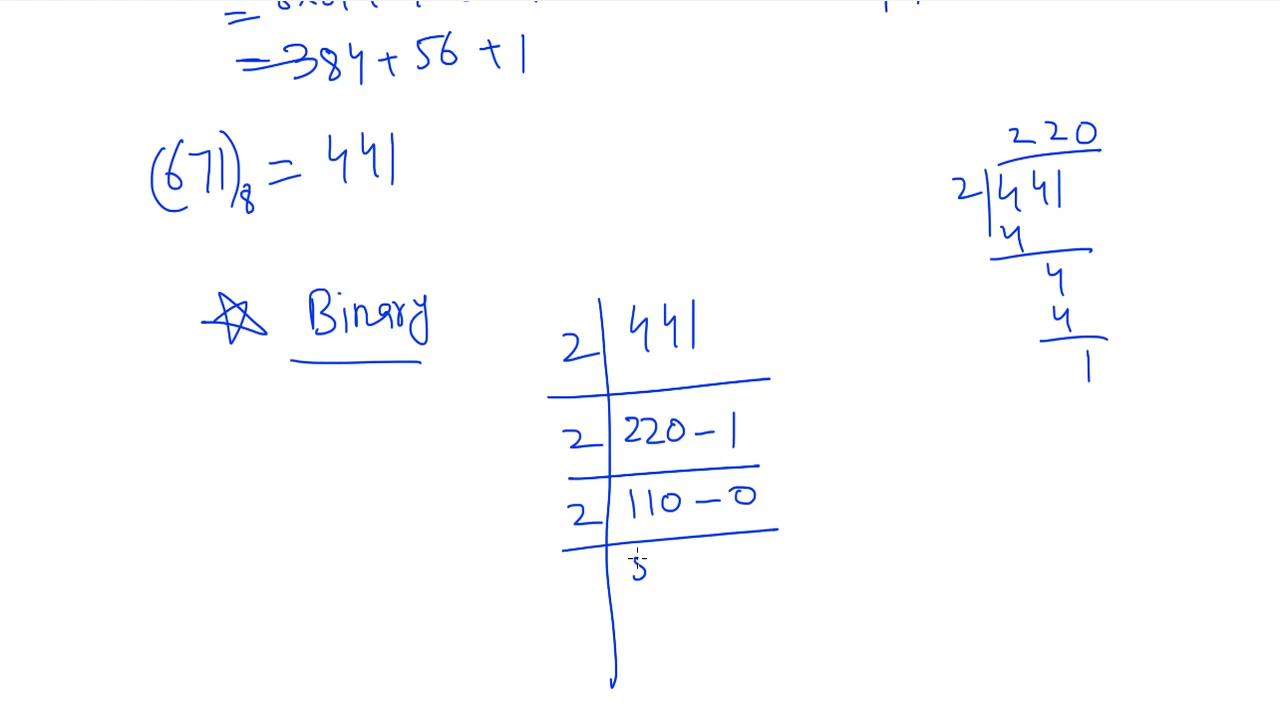 = 384 + 56 + 1
(671)8 = 441
220
2 441
4
4
4
1
Binary
2 441
2 220 - 1
2 110 - 0
5